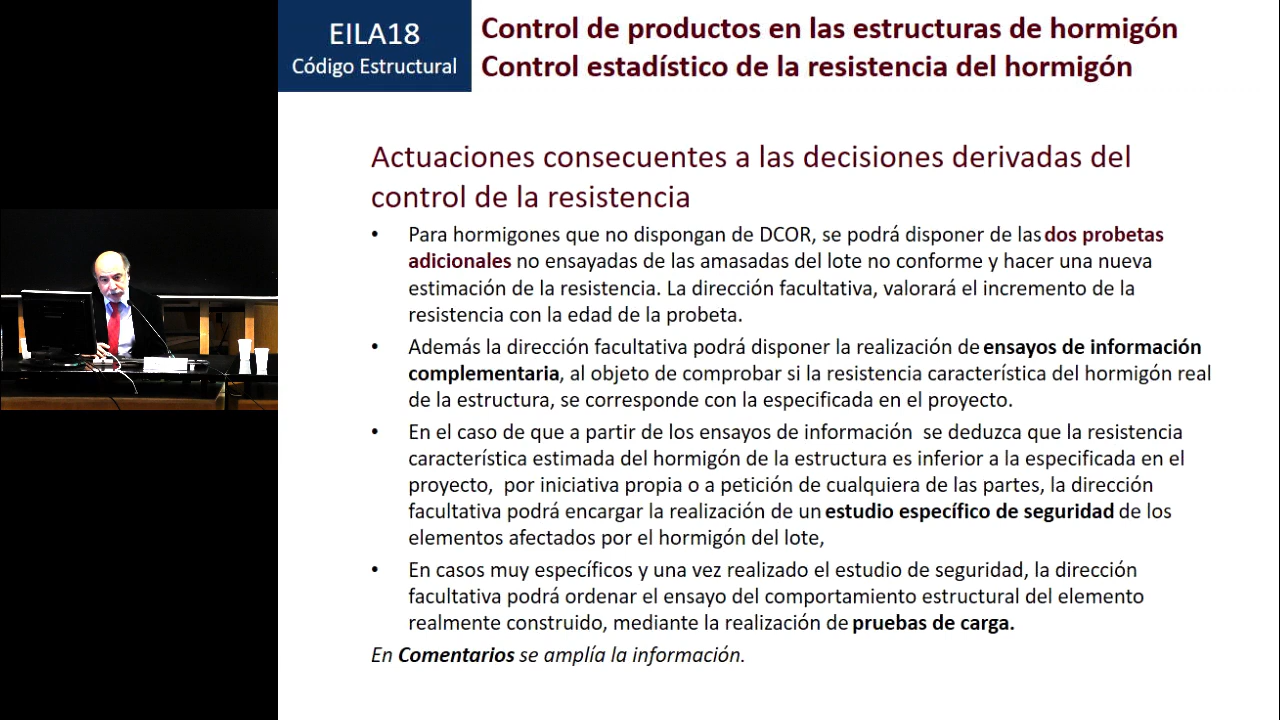 EILA18
Código Estructural
Control de productos en las estructuras de hormigón
Control estadístico de la resistencia del hormigón
Actuaciones consecuentes a las decisiones derivadas del
control de la resistencia
• Para hormigones que no dispongan de DCOR, se podrá disponer de las dos probetas
adicionales no ensayadas de las amasadas del lote no conforme y hacer una nueva
estimación de la resistencia. La dirección facultativa, valorará el incremento de la
resistencia con la edad de la probeta.
• Además la dirección facultativa podrá disponer la realización de ensayos de información
complementaria, al objeto de comprobar si la resistencia característica del hormigón real
de la estructura, se corresponde con la especificada en el proyecto.
• En el caso de que a partir de los ensayos de información se deduzca que la resistencia
característica estimada del hormigón de la estructura es inferior a la especificada en el
proyecto, por iniciativa propia o a petición de cualquiera de las partes, la dirección
facultativa podrá encargar la realización de un estudio específico de seguridad de los
elementos afectados por el hormigón del lote,
• En casos muy específicos y una vez realizado el estudio de seguridad, la dirección
facultativa podrá ordenar el ensayo del comportamiento estructural del elemento
realmente construido, mediante la realización de pruebas de carga.
En Comentarios se amplía la información.